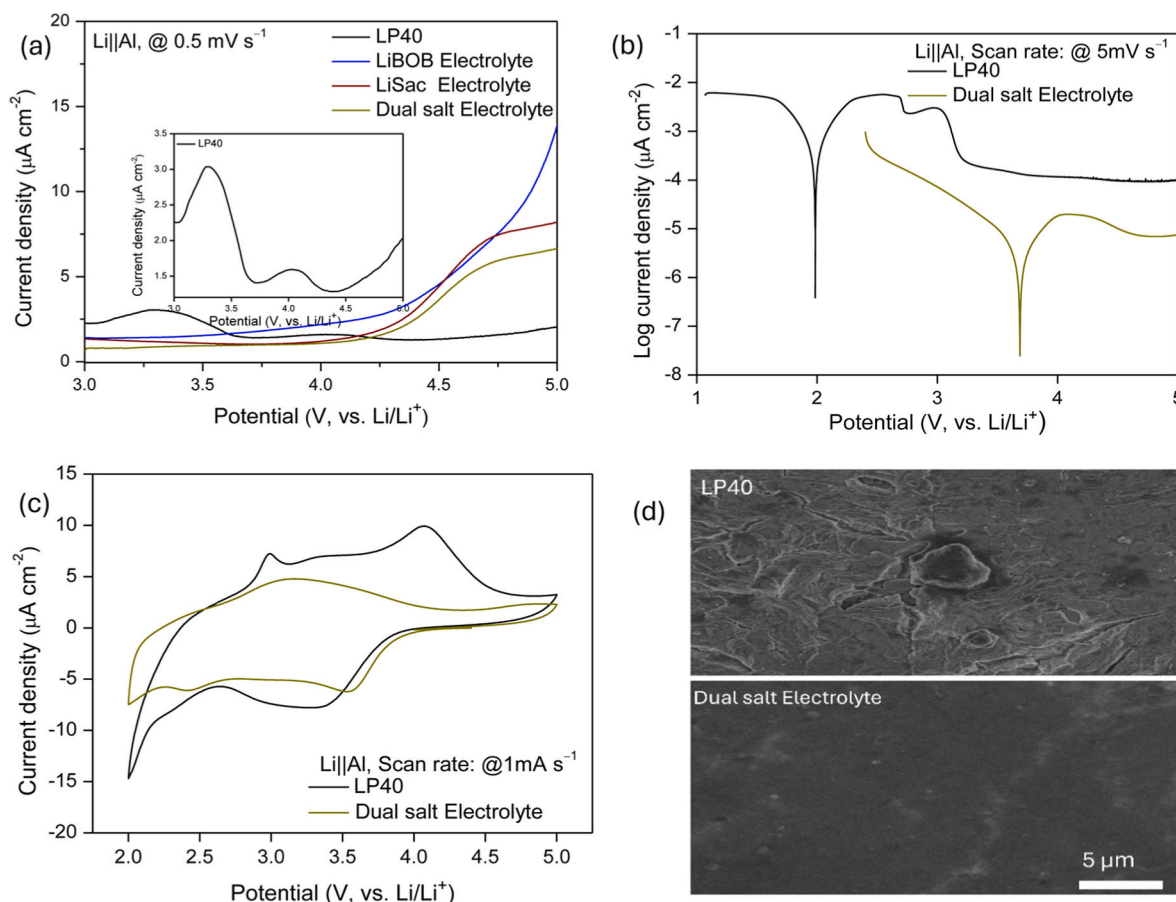 (a)
Li||Al, @ 0.5 mV s⁻¹
LP40
LiBOB Electrolyte
LiSac Electrolyte
Dual salt Electrolyte
Current density (µA cm⁻²)
20
15
10
5
0
3.0 3.5 4.0 4.5 5.0
Potential (V, vs. Li/Li⁺)
LP40
Current density (µA cm⁻²)
3.5
3.0
2.5
2.0
1.5
1.0
3.0 3.5 4.0 4.5 5.0
Potential (V, vs. Li/Li⁺)
(b)
Li||Al, Scan rate: @ 5mV s⁻¹
LP40
Dual salt Electrolyte
Log current density (µA cm⁻²)
-1
-2
-3
-4
-5
-6
-7
-8
1 2 3 4 5
Potential (V, vs. Li/Li⁺)
(c)
Current density (µA cm⁻²)
15
10
5
0
-5
-10
-15
-20
Li||Al, Scan rate: @1mA s⁻¹
LP40
Dual salt Electrolyte
2.0 2.5 3.0 3.5 4.0 4.5 5.0
Potential (V, vs. Li/Li⁺)
(d)
LP40
Dual salt Electrolyte
5 µm